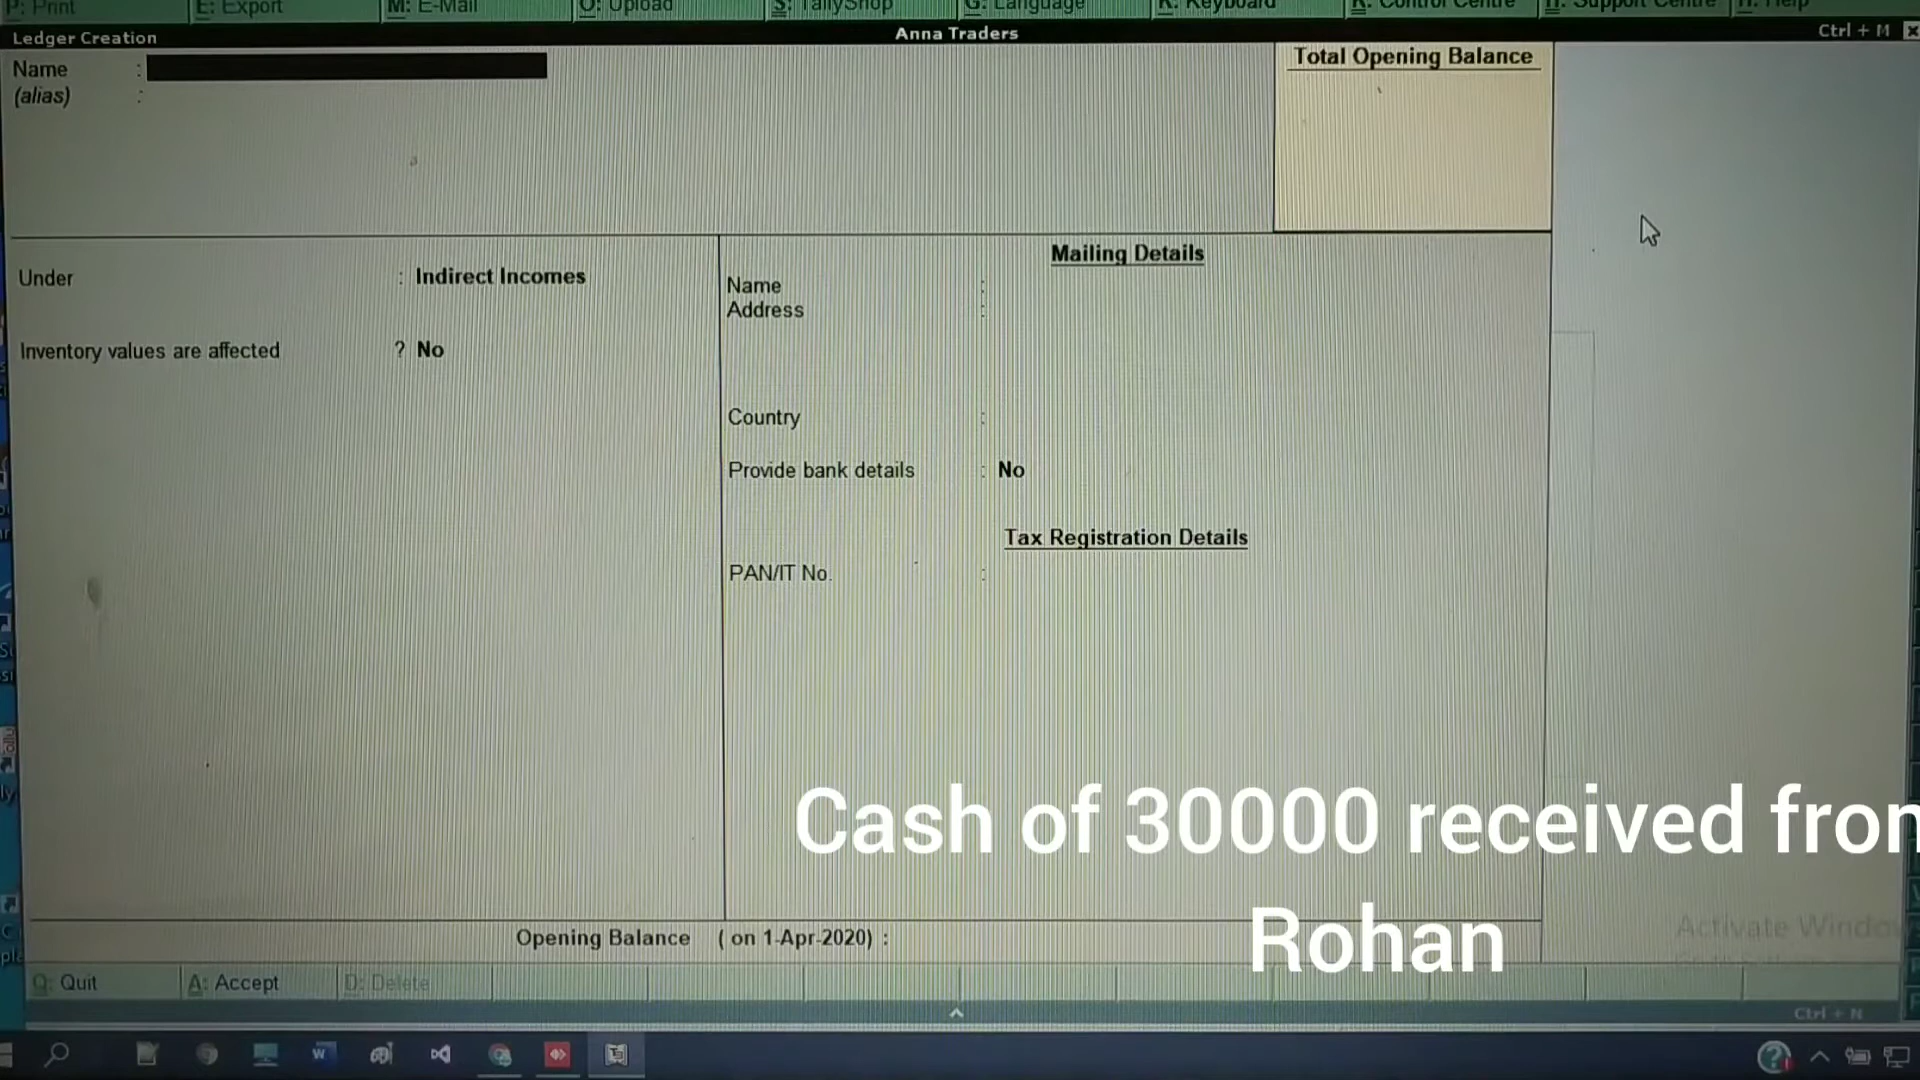 P: Print E: Export M: E-Mail O: Upload S: TallyShop G: Language K: Keyboard K: Control Centre H: Support Centre H: Help
Ledger Creation Anna Traders Ctrl + M
Name :
(alias) :
Total Opening Balance
Under : Indirect Incomes
Inventory values are affected ? No
Mailing Details
Name :
Address :
Country :
Provide bank details : No
Tax Registration Details
PAN/IT No. :
Cash of 30000 received from
Rohan
Opening Balance ( on 1-Apr-2020) :
Activate Windows
Q: Quit A: Accept D: Delete
Ctrl + N